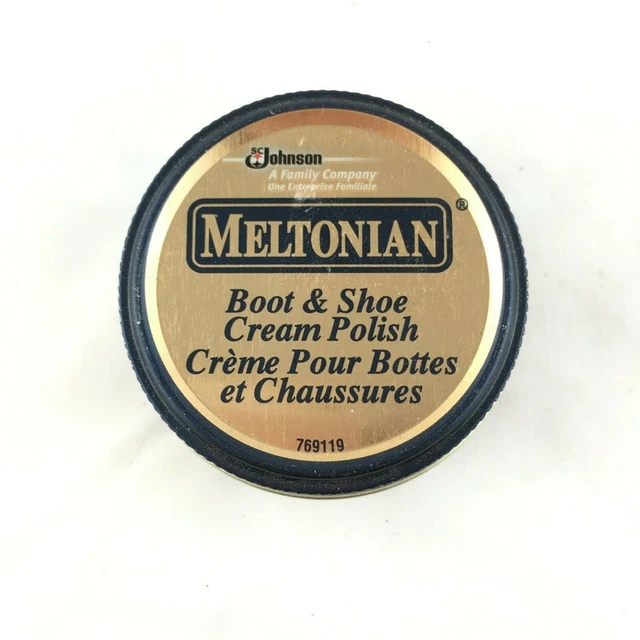 SC Johnson
A Family Company
Une Entreprise Familiale
MELTONIAN®
Boot & Shoe
Cream Polish
Crème Pour Bottes
et Chaussures
769119